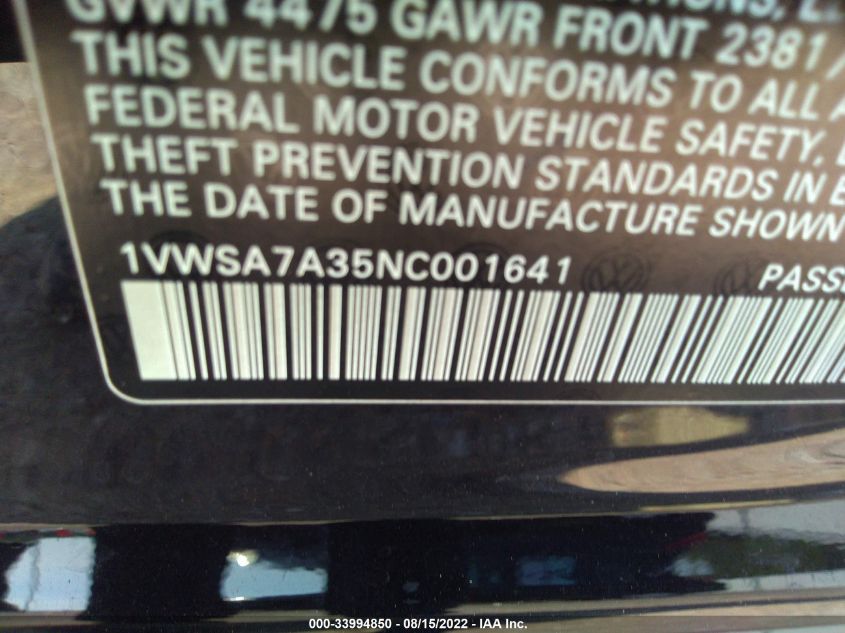 GVWR 4475 GAWR FRONT 2381
THIS VEHICLE CONFORMS TO ALL
FEDERAL MOTOR VEHICLE SAFETY,
THEFT PREVENTION STANDARDS IN
THE DATE OF MANUFACTURE SHOWN
1VWSA7A35NC001641
000-33994850 - 08/15/2022 - IAA Inc.